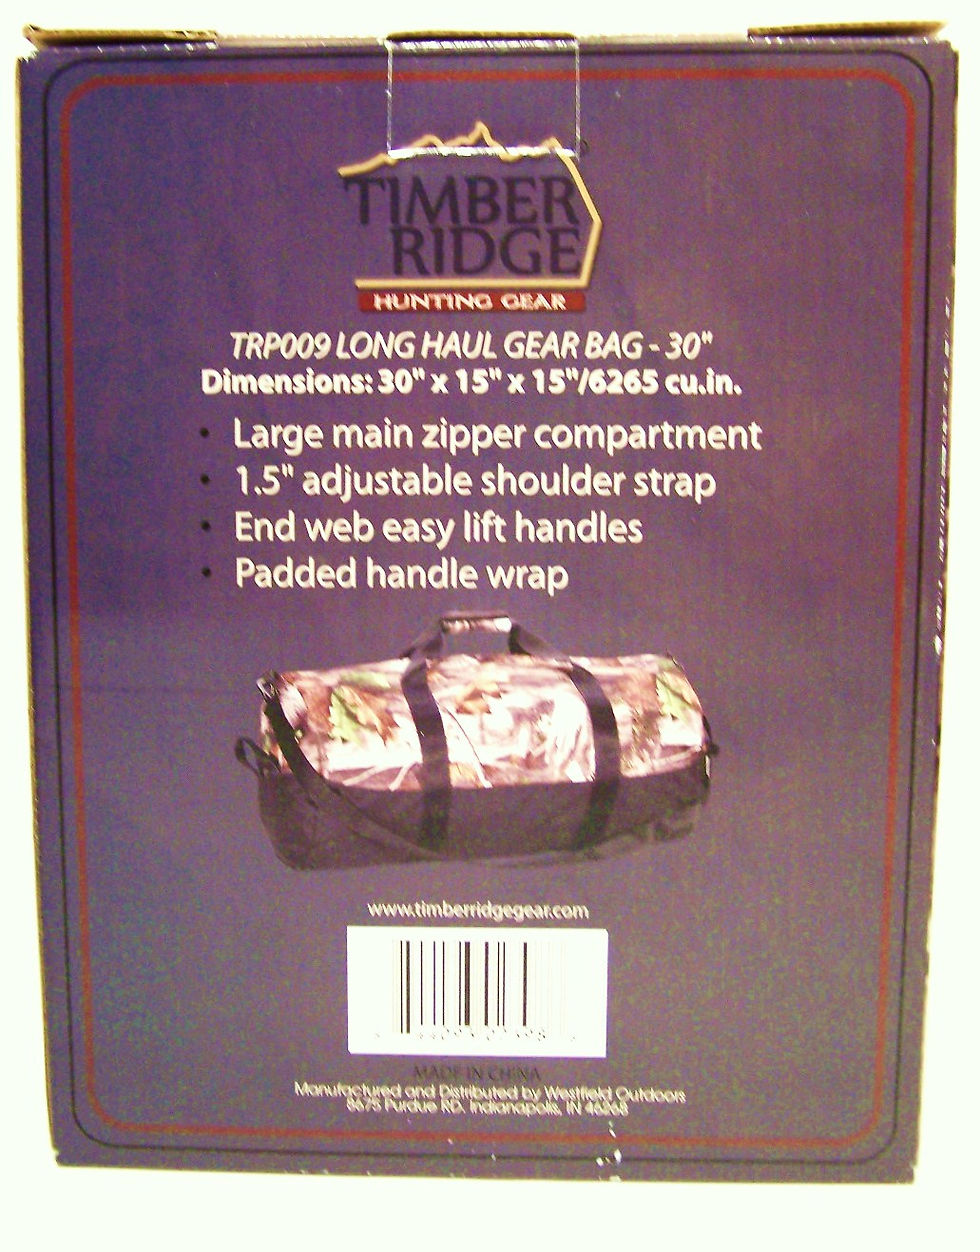 TIMBER
RIDGE
HUNTING GEAR
TRP009 LONG HAUL GEAR BAG - 30"
Dimensions: 30" x 15" x 15"/6265 cu.in.
• Large main zipper compartment
• 1.5" adjustable shoulder strap
• End web easy lift handles
• Padded handle wrap
www.timberridgegear.com
MADE IN CHINA
Manufactured and Distributed by Westfield Outdoors
8675 Purdue RD, Indianapolis, IN 46268